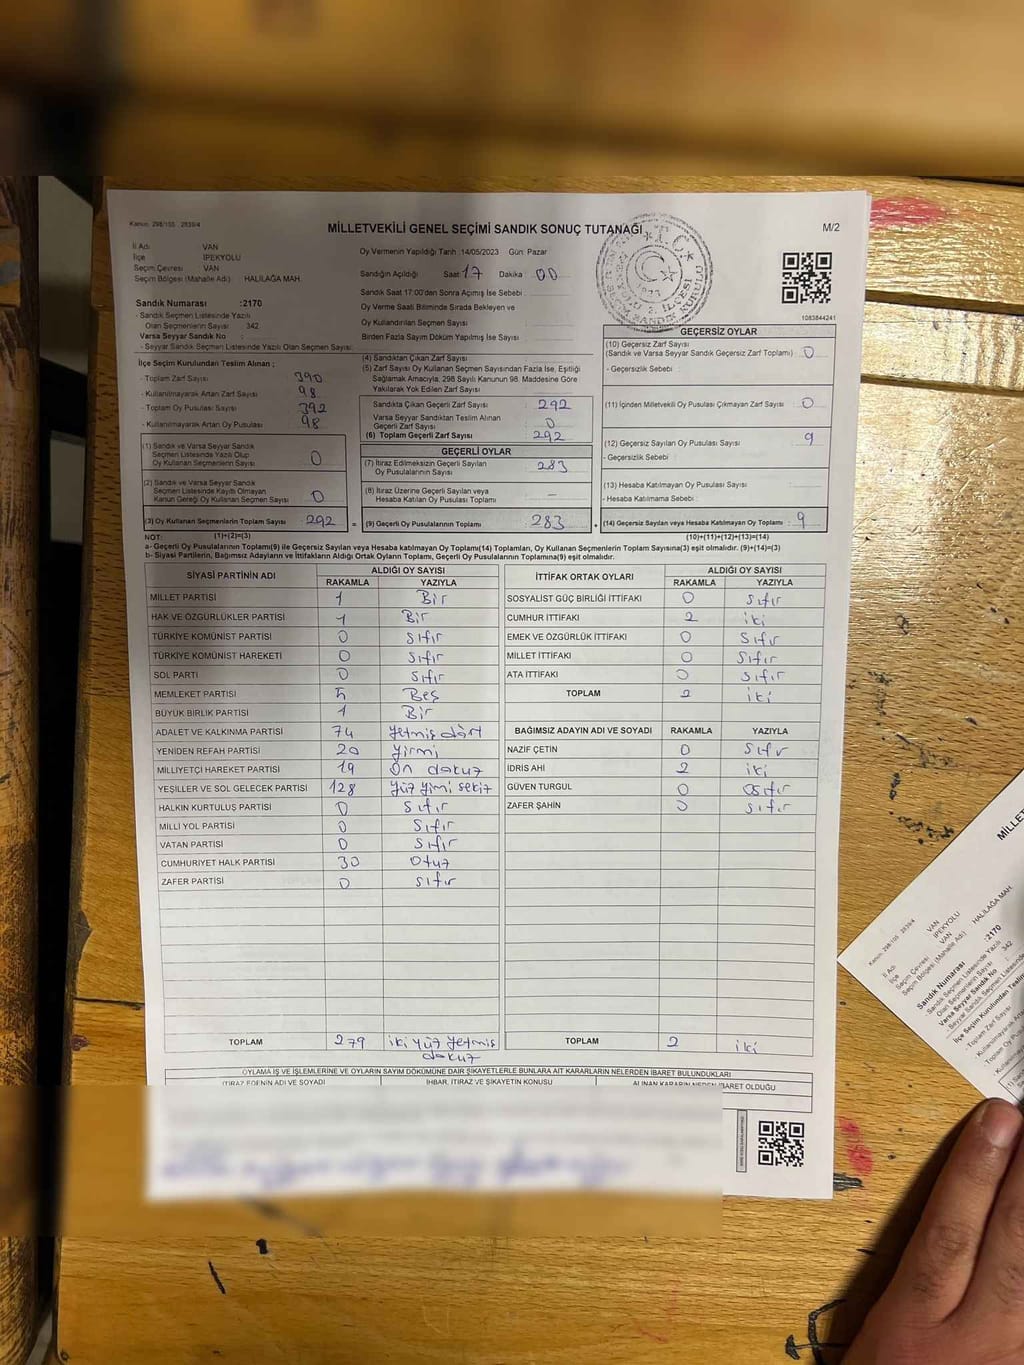 Kanun: 298/105 2839/4
MİLLETVEKİLİ GENEL SEÇİMİ SANDIK SONUÇ TUTANAĞI
M/2
İl Adı VAN
İlçe İPEKYOLU
Seçim Çevresi VAN
Seçim Bölgesi (Mahalle Adı) HALİLAĞA MAH.
Oy Vermenin Yapıldığı Tarih :14/05/2023 Gün Pazar
Sandığın Açıldığı Saat 17 Dakika : 00
Sandık Saat 17:00'dan Sonra Açımış İse Sebebi :
Oy Verme Saati Bitiminde Sırada Bekleyen ve
Oy Kullandırılan Seçmen Sayısı :
Birden Fazla Sayım Döküm Yapılmış İse Sayısı :
1083844241
Sandık Numarası :2170
- Sandık Seçmen Listesinde Yazılı
Olan Seçmenlerin Sayısı : 342
Varsa Seyyar Sandık No :
- Seyyar Sandık Seçmen Listesinde Yazılı Olan Seçmen Sayısı:
İlçe Seçim Kurulundan Teslim Alınan ;
- Toplam Zarf Sayısı 390
- Kullanılmayarak Artan Zarf Sayısı 98
- Toplam Oy Pusulası Sayısı 392
- Kullanılmayarak Artan Oy Pusulası 98
(1) Sandık ve Varsa Seyyar Sandık
Seçmen Listesinde Yazılı Olup
Oy Kullanan Seçmenlerin Sayısı : 0
(2) Sandık ve Varsa Seyyar Sandık
Seçmen Listesinde Kayıtlı Olmayan
Kanun Gereği Oy Kullanan Seçmen Sayısı : 0
(3) Oy Kullanan Seçmenlerin Toplam Sayısı : 292
(1)+(2)=(3)
(4) Sandıktan Çıkan Zarf Sayısı :
(5) Zarf Sayısı Oy Kullanan Seçmen Sayısından Fazla İse, Eşitliği
Sağlamak Amacıyla, 298 Sayılı Kanunun 98. Maddesine Göre
Yakılarak Yok Edilen Zarf Sayısı :
Sandıkta Çıkan Geçerli Zarf Sayısı : 292
Varsa Seyyar Sandıktan Teslim Alınan
Geçerli Zarf Sayısı : 0
(6) Toplam Geçerli Zarf Sayısı : 292
GEÇERLİ OYLAR
(7) İtiraz Edilmeksizin Geçerli Sayılan
Oy Pusulalarının Sayısı : 283
(8) İtiraz Üzerine Geçerli Sayılan veya
Hesaba Katılan Oy Pusulası Toplamı : –
= (9) Geçerli Oy Pusulalarının Toplamı : 283 +
GEÇERSİZ OYLAR
(10) Geçersiz Zarf Sayısı
(Sandık ve Varsa Seyyar Sandık Geçersiz Zarf Toplamı) : 0
- Geçersizlik Sebebi :
(11) İçinden Milletvekili Oy Pusulası Çıkmayan Zarf Sayısı : 0
(12) Geçersiz Sayılan Oy Pusulası Sayısı : 9
- Geçersizlik Sebebi :
(13) Hesaba Katılmayan Oy Pusulası Sayısı :
- Hesaba Katılmama Sebebi :
(14) Geçersiz Sayılan veya Hesaba Katılmayan Oy Toplamı : 9
(10)+(11)+(12)+(13)=(14)
NOT:
a- Geçerli Oy Pusulaları Toplamı(9) ile Geçersiz Sayılan veya Hesaba katılmayan Oy Toplamı(14) Toplamları, Oy Kullanan Seçmenlerin Toplam Sayısına(3) eşit olmalıdır. (9)+(14)=(3)
b- Siyasi Partilerin, Bağımsız Adayların ve İttifakların Aldığı Ortak Oyların Toplamı, Geçerli Oy Pusulalarının Toplamına(9) eşit olmalıdır.
SİYASİ PARTİNİN ADI ALDIĞI OY SAYISI
RAKAMLA YAZIYLA
MİLLET PARTİSİ 1 Bir
HAK VE ÖZGÜRLÜKLER PARTİSİ 1 Bir
TÜRKİYE KOMÜNİST PARTİSİ 0 Sıfır
TÜRKİYE KOMÜNİST HAREKETİ 0 Sıfır
SOL PARTİ 0 Sıfır
MEMLEKET PARTİSİ 5 Beş
BÜYÜK BİRLİK PARTİSİ 1 Bir
ADALET VE KALKINMA PARTİSİ 74 yetmiş dört
YENİDEN REFAH PARTİSİ 20 yirmi
MİLLİYETÇİ HAREKET PARTİSİ 19 On dokuz
YEŞİLLER VE SOL GELECEK PARTİSİ 128 yüz yimi sekiz
HALKIN KURTULUŞ PARTİSİ 0 Sıfır
MİLLİ YOL PARTİSİ 0 Sıfır
VATAN PARTİSİ 0 Sıfır
CUMHURİYET HALK PARTİSİ 30 Otuz
ZAFER PARTİSİ 0 Sıfır
TOPLAM 279 iki yüz yetmiş
dokuz
İTTİFAK ORTAK OYLARI ALDIĞI OY SAYISI
RAKAMLA YAZIYLA
SOSYALİST GÜÇ BİRLİĞİ İTTİFAKI 0 Sıfır
CUMHUR İTTİFAKI 2 iki
EMEK VE ÖZGÜRLÜK İTTİFAKI 0 Sıfır
MİLLET İTTİFAKI 0 Sıfır
ATA İTTİFAKI 0 Sıfır
TOPLAM 2 iki
BAĞIMSIZ ADAYIN ADI VE SOYADI RAKAMLA YAZIYLA
NAZİF ÇETİN 0 Sıfır
İDRİS AHİ 2 iki
GÜVEN TURGUL 0
ZAFER ŞAHİN 0 Sıfır
TOPLAM 2 iki
OYLAMA İŞ VE İŞLEMLERİNE VE OYLARIN SAYIM DÖKÜMÜNE DAİR ŞİKAYETLERLE BUNLARA AİT KARARLARIN NELERDEN İBARET BULUNDUKLARI
İTİRAZ EDENİN ADI VE SOYADI İHBAR, İTİRAZ VE ŞİKAYETİN KONUSU ALINAN KARARIN NEDEN İBARET OLDUĞU
Kanun: 298/105 2839/4
İl Adı VAN
İlçe İPEKYOLU
Seçim Çevresi VAN
Seçim Bölgesi (Mahalle Adı) HALİLAĞA MAH.
Sandık Numarası :2170
- Sandık Seçmen Listesinde Yazılı
Olan Seçmenlerin Sayısı : 342
Varsa Seyyar Sandık No